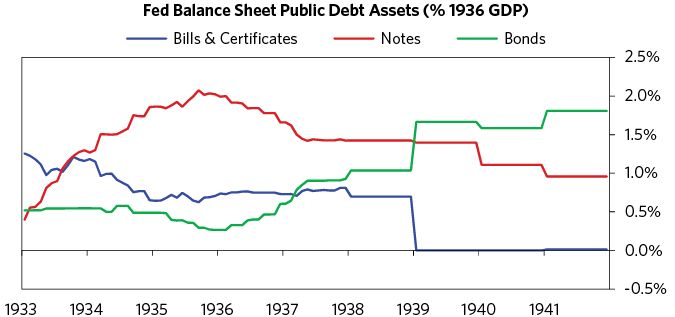 Fed Balance Sheet Public Debt Assets (% 1936 GDP)
Bills & Certificates Notes Bonds
2.5%
2.0%
1.5%
1.0%
0.5%
0.0%
-0.5%
1933 1934 1935 1936 1937 1938 1939 1940 1941